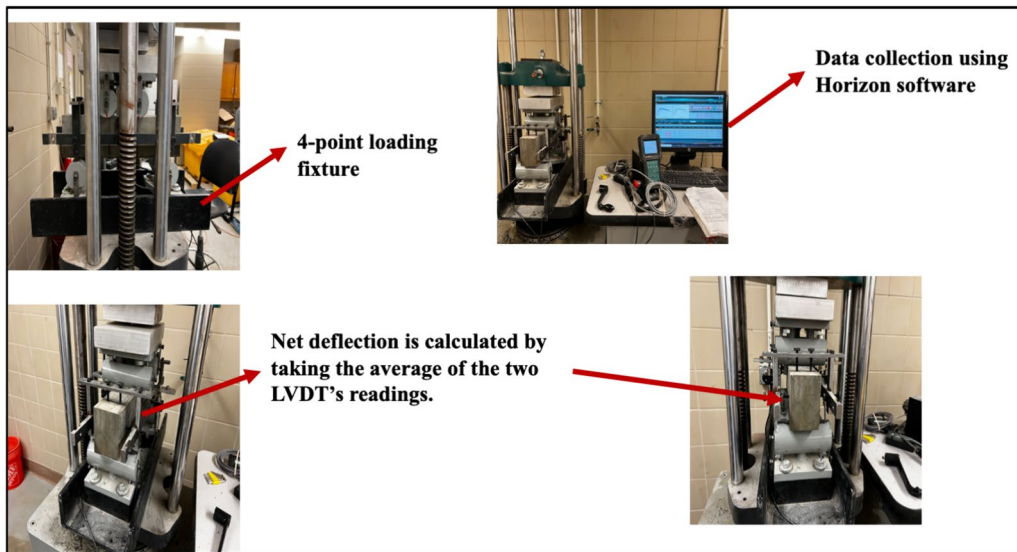 4-point loading
fixture
Data collection using
Horizon software
Net deflection is calculated by
taking the average of the two
LVDT’s readings.